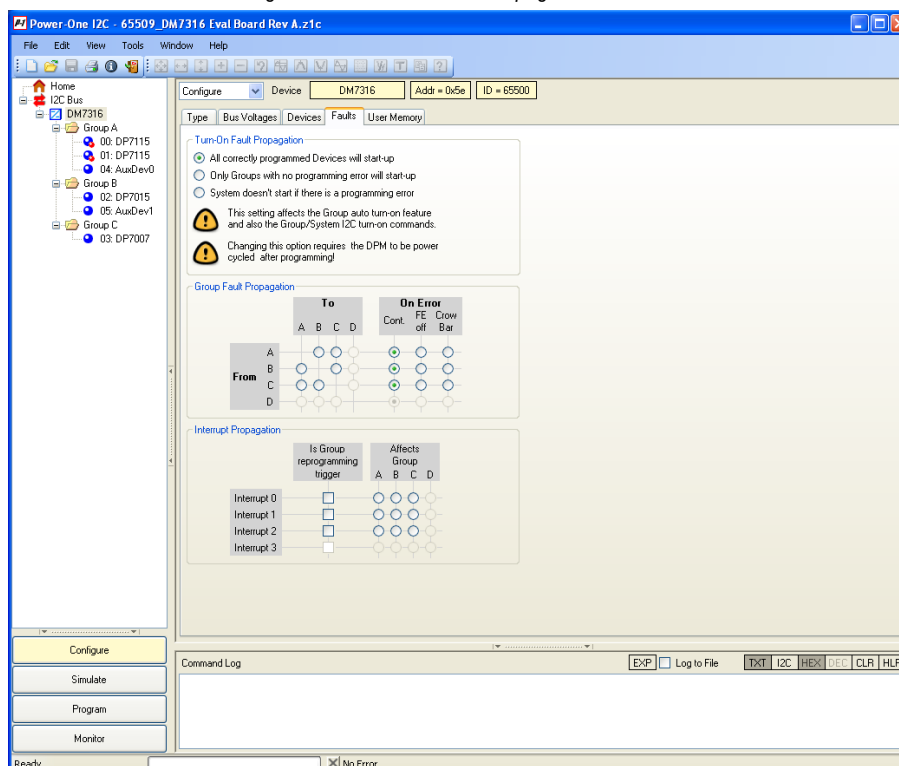 Power-One I2C - 65509_DM7316 Eval Board Rev A.z1c
File Edit View Tools Window Help
Home
I2C Bus
DM7316
Group A
00: DP7115
01: DP7115
04: AuxDev0
Group B
02: DP7015
05: AuxDev1
Group C
03: DP7007
Configure Device DM7316 Addr = 0x5e ID = 65500
Type Bus Voltages Devices Faults User Memory
Turn-On Fault Propagation
All correctly programmed Devices will start-up
Only Groups with no programming error will start-up
System doesn't start if there is a programming error
This setting affects the Group auto turn-on feature
and also the Group/System I2C turn-on commands.
Changing this option requires the DPM to be power
cycled after programming!
Group Fault Propagation
To On Error
A B C D Cont. FE off Crow Bar
From
A
B
C
D
Interrupt Propagation
Is Group reprogramming trigger
Affects Group
A B C D
Interrupt 0
Interrupt 1
Interrupt 2
Interrupt 3
Configure
Simulate
Program
Monitor
Command Log EXP Log to File TXT I2C HEX DEC CLR HLP
Ready No Error